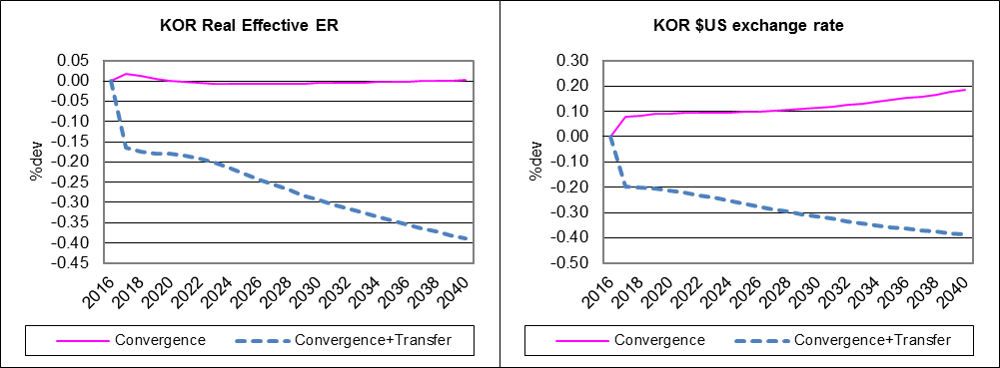 KOR Real Effective ER
0.05
0.00
-0.05
-0.10
-0.15
-0.20
-0.25
-0.30
-0.35
-0.40
-0.45
%dev
2016 2018 2020 2022 2024 2026 2028 2030 2032 2034 2036 2038 2040
Convergence Convergence+Transfer
KOR $US exchange rate
0.30
0.20
0.10
0.00
-0.10
-0.20
-0.30
-0.40
-0.50
%dev
2016 2018 2020 2022 2024 2026 2028 2030 2032 2034 2036 2038 2040
Convergence Convergence+Transfer